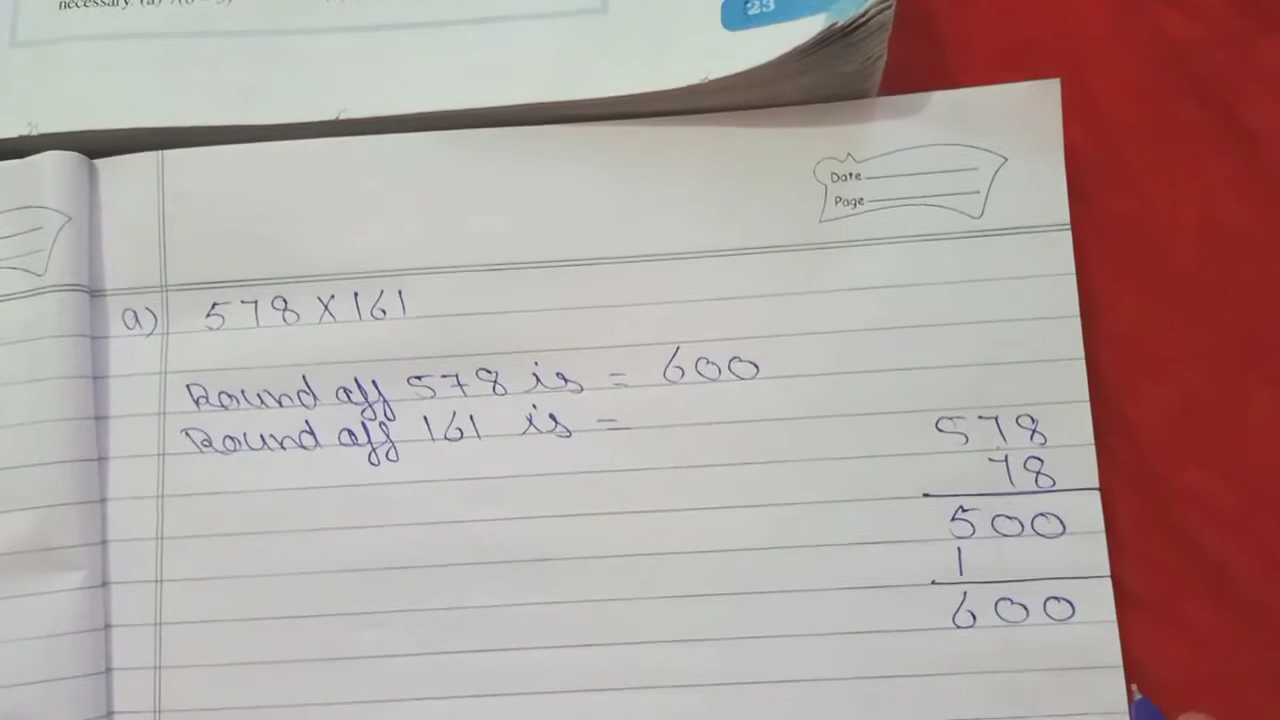 necessary. (a)
23
Date
Page
a) 578 X 161
Round off 578 is = 600
Round off 161 is =
578
78
500
1
600